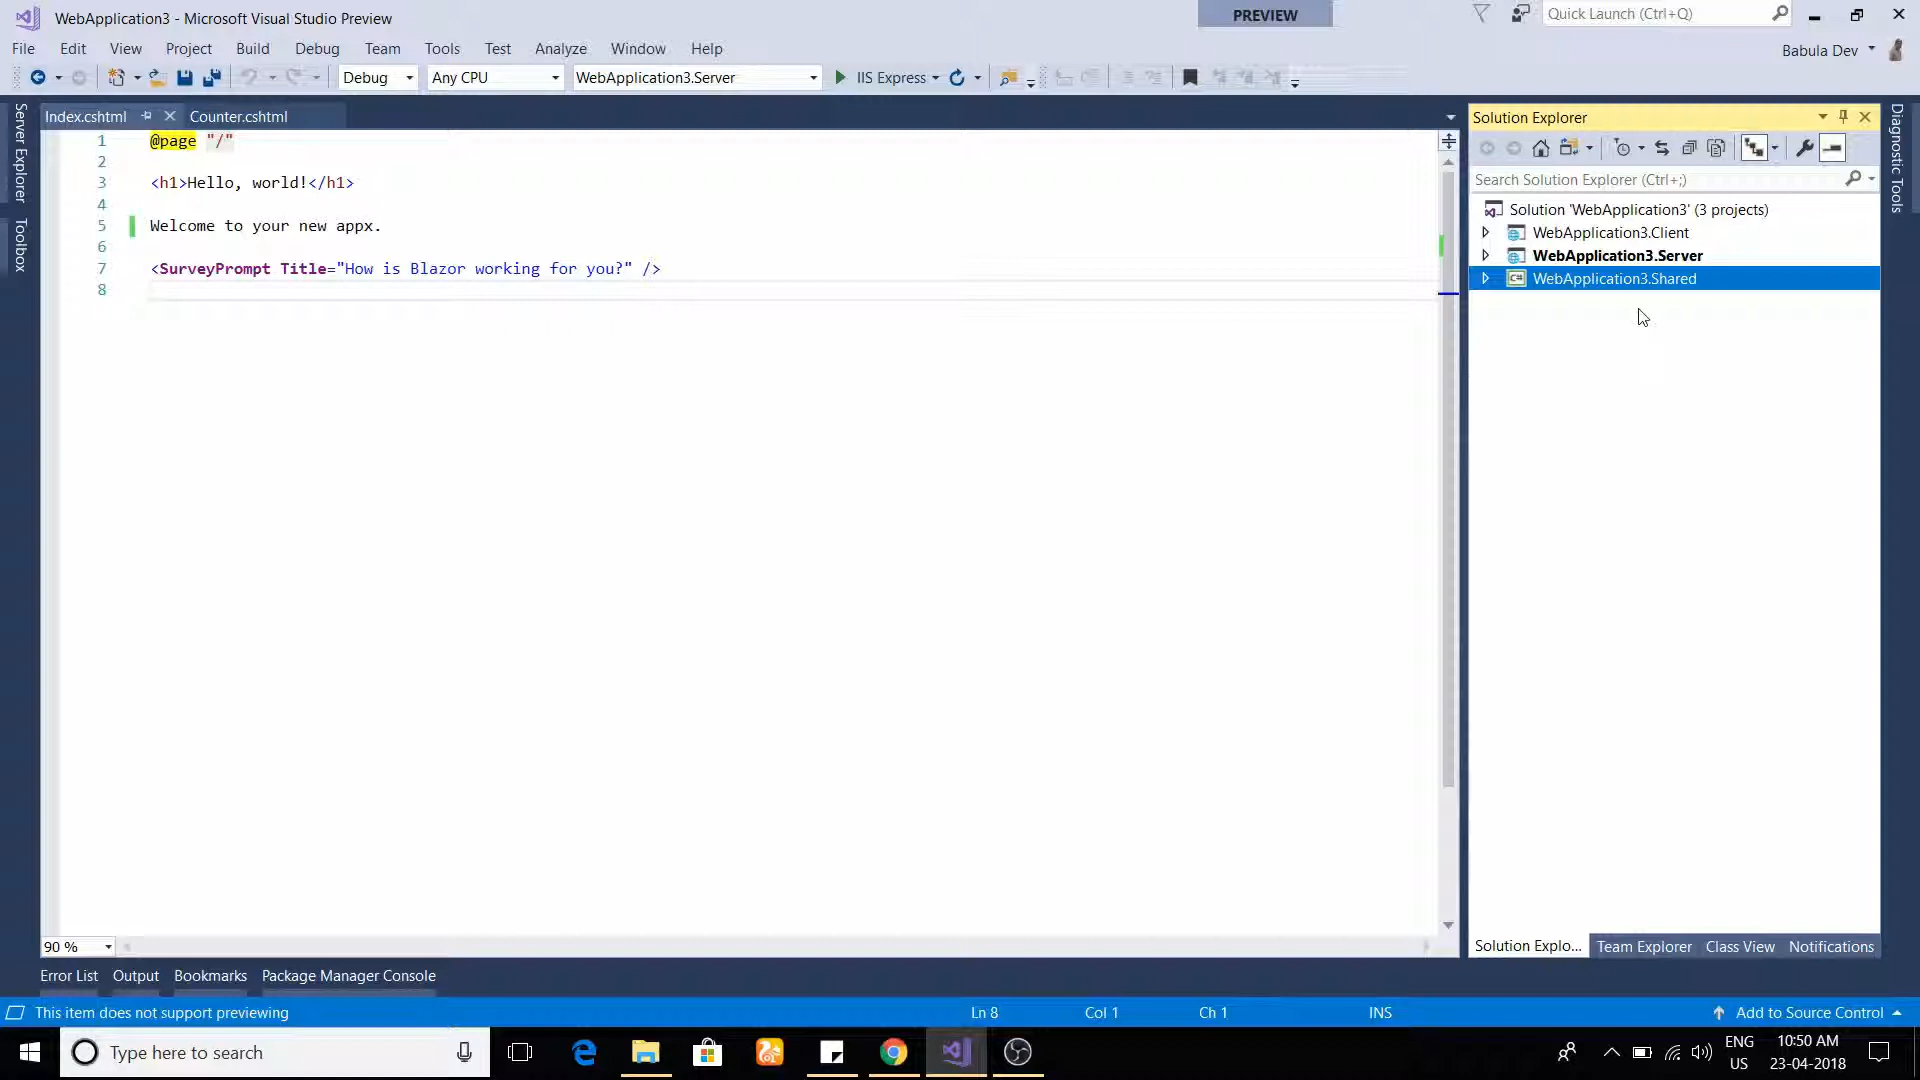 WebApplication3 - Microsoft Visual Studio Preview
PREVIEW
Quick Launch (Ctrl+Q)
File Edit View Project Build Debug Team Tools Test Analyze Window Help
Babula Dev
Debug Any CPU WebApplication3.Server IIS Express
Server Explorer
Toolbox
Index.cshtml Counter.cshtml
1 @page "/"
2
3 <h1>Hello, world!</h1>
4
5 Welcome to your new appx.
6
7 <SurveyPrompt Title="How is Blazor working for you?" />
8
90 %
Solution Explorer
Search Solution Explorer (Ctrl+;)
Solution 'WebApplication3' (3 projects)
WebApplication3.Client
WebApplication3.Server
C# WebApplication3.Shared
Solution Explo... Team Explorer Class View Notifications
Diagnostic Tools
Error List Output Bookmarks Package Manager Console
This item does not support previewing Ln 8 Col 1 Ch 1 INS Add to Source Control
Type here to search
ENG
US
10:50 AM
23-04-2018